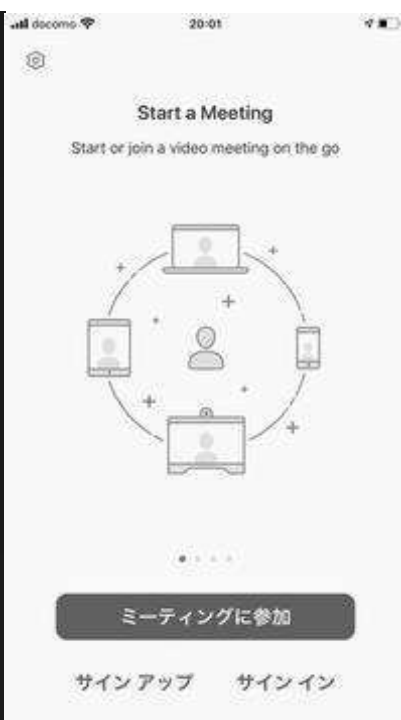 docomo 20:01
Start a Meeting
Start or join a video meeting on the go
ミーティングに参加
サイン アップ サイン イン